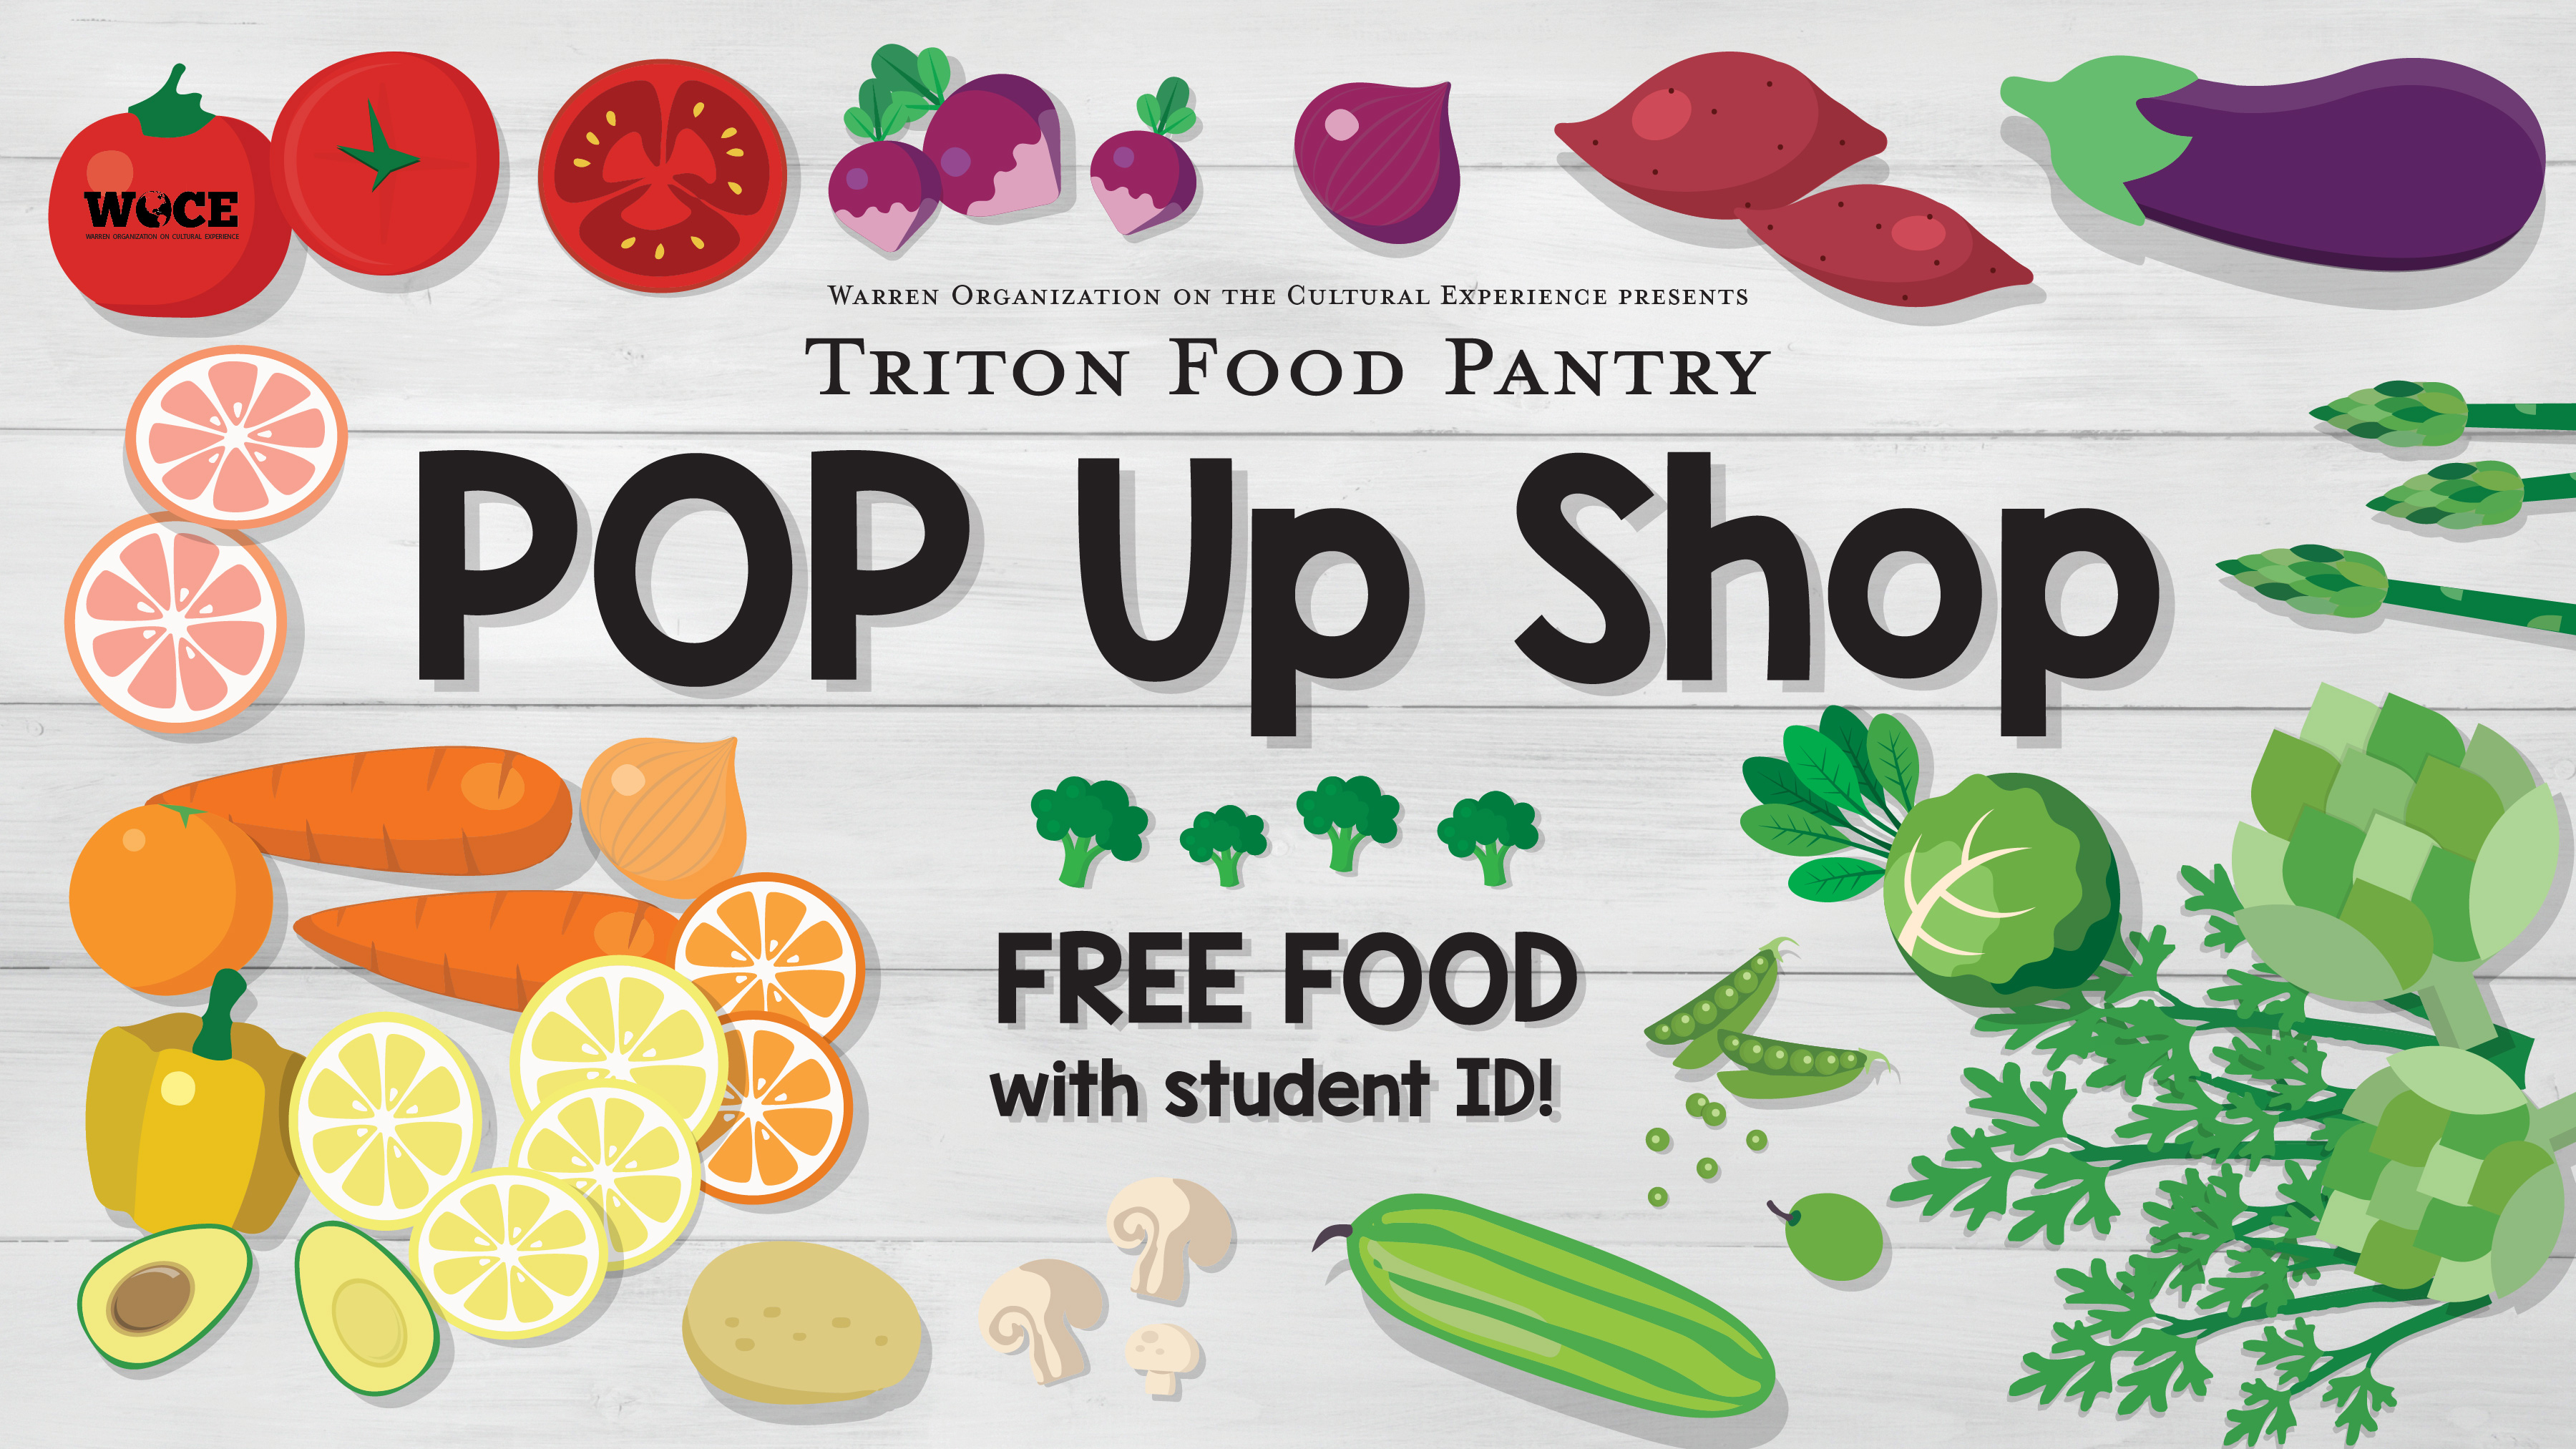 WOCE
WARREN ORGANIZATION ON CULTURAL EXPERIENCE
Warren Organization on the Cultural Experience presents
Triton Food Pantry
POP Up Shop
FREE FOOD
with student ID!